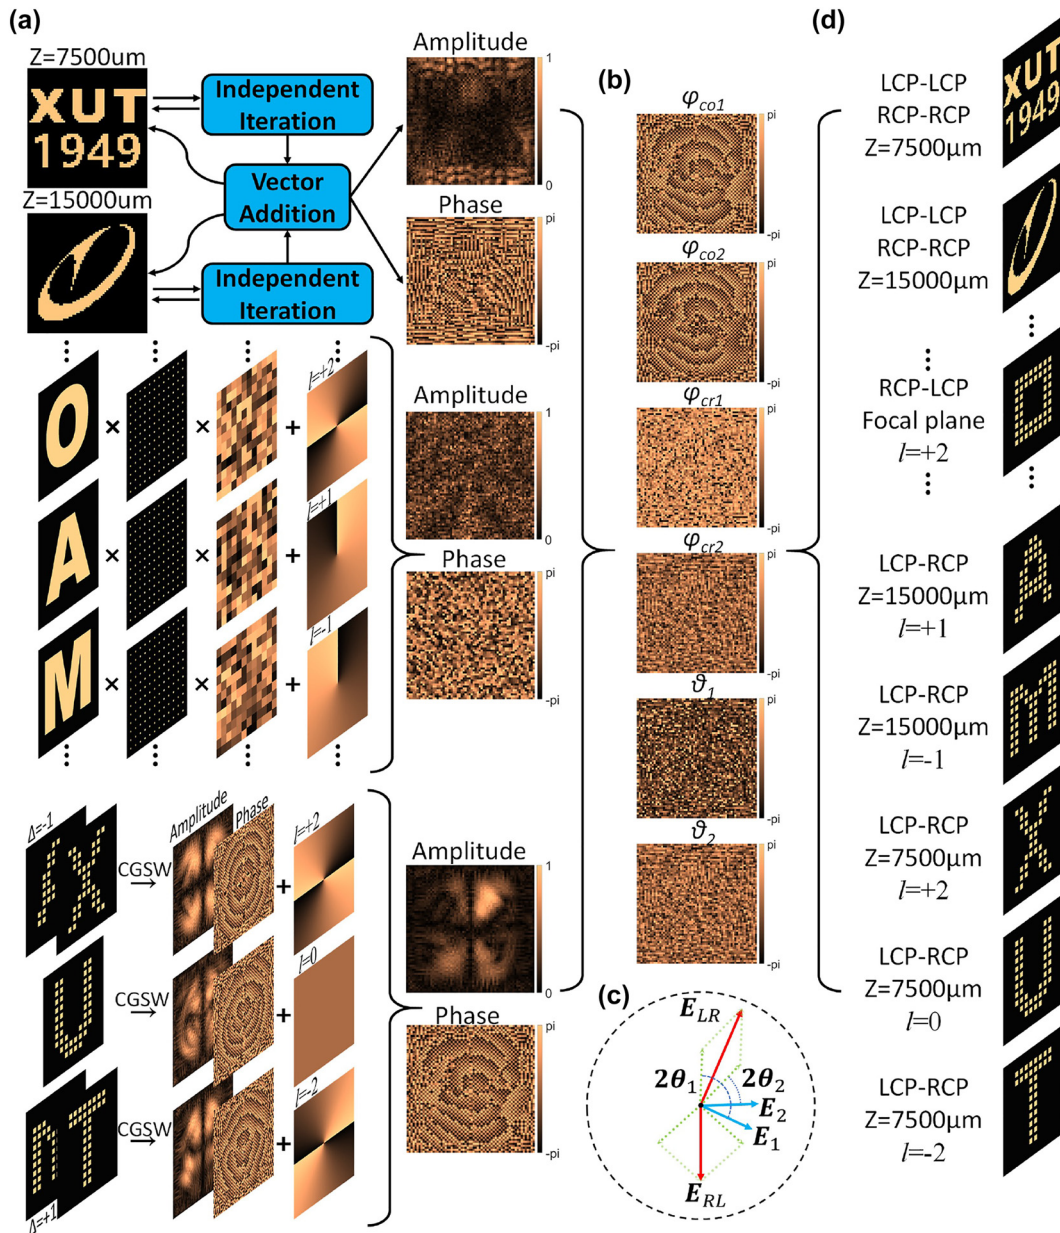 (a)
Z=7500um
XUT
1949
Independent
Iteration
Vector
Addition
Z=15000um
Independent
Iteration
Amplitude
1
0
Phase
pi
-pi
O
×
×
+
l=+2
A
×
×
+
l=+1
M
×
×
+
l=-1
Amplitude
1
0
Phase
pi
-pi
Δ=-1
X
CGSW
Amplitude
Phase
+
l=+2
U
CGSW
+
l=0
m T
Δ=+1
CGSW
+
l=-2
Amplitude
1
0
Phase
pi
-pi
(b)
φco1
pi
-pi
φco2
pi
-pi
φcr1
pi
-pi
φcr2
pi
-pi
ϑ1
pi
-pi
ϑ2
pi
-pi
(c)
ELR
2θ1
2θ2
E2
E1
ERL
(d)
LCP-LCP
RCP-RCP
Z=7500μm
XUT
1949
LCP-LCP
RCP-RCP
Z=15000μm
RCP-LCP
Focal plane
l=+2
O
LCP-RCP
Z=15000μm
l=+1
A
LCP-RCP
Z=15000μm
l=-1
M
LCP-RCP
Z=7500μm
l=+2
X
LCP-RCP
Z=7500μm
l=0
U
LCP-RCP
Z=7500μm
l=-2
T